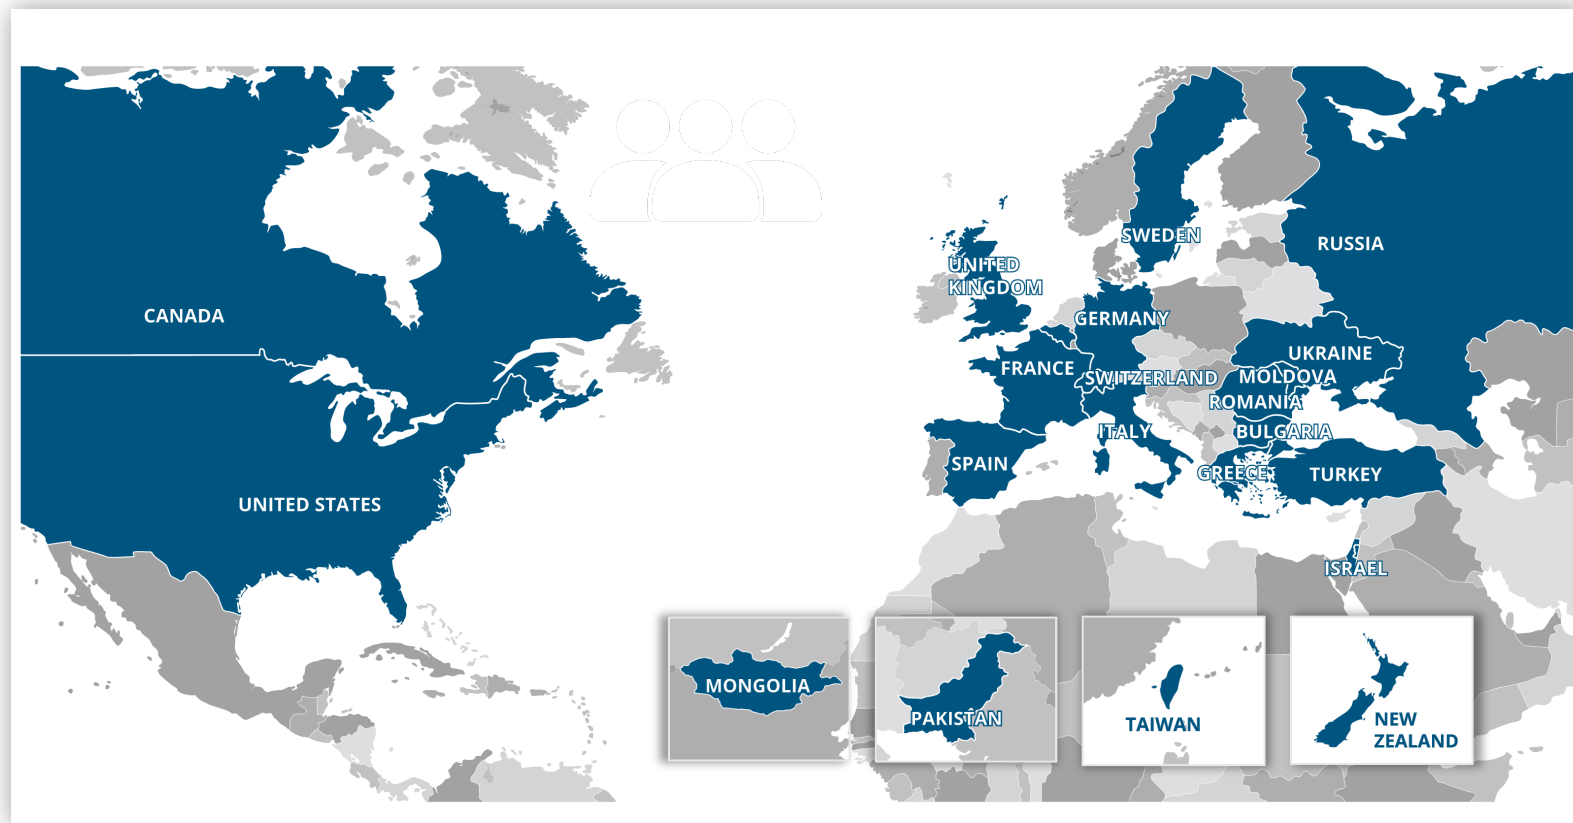 CANADA
UNITED STATES
SWEDEN
RUSSIA
UNITED
KINGDOM
GERMANY
UKRAINE
FRANCE
SWITZERLAND
MOLDOVA
ROMANIA
ITALY
BULGARIA
SPAIN
GREECE
TURKEY
ISRAEL
MONGOLIA
PAKISTAN
TAIWAN
NEW
ZEALAND